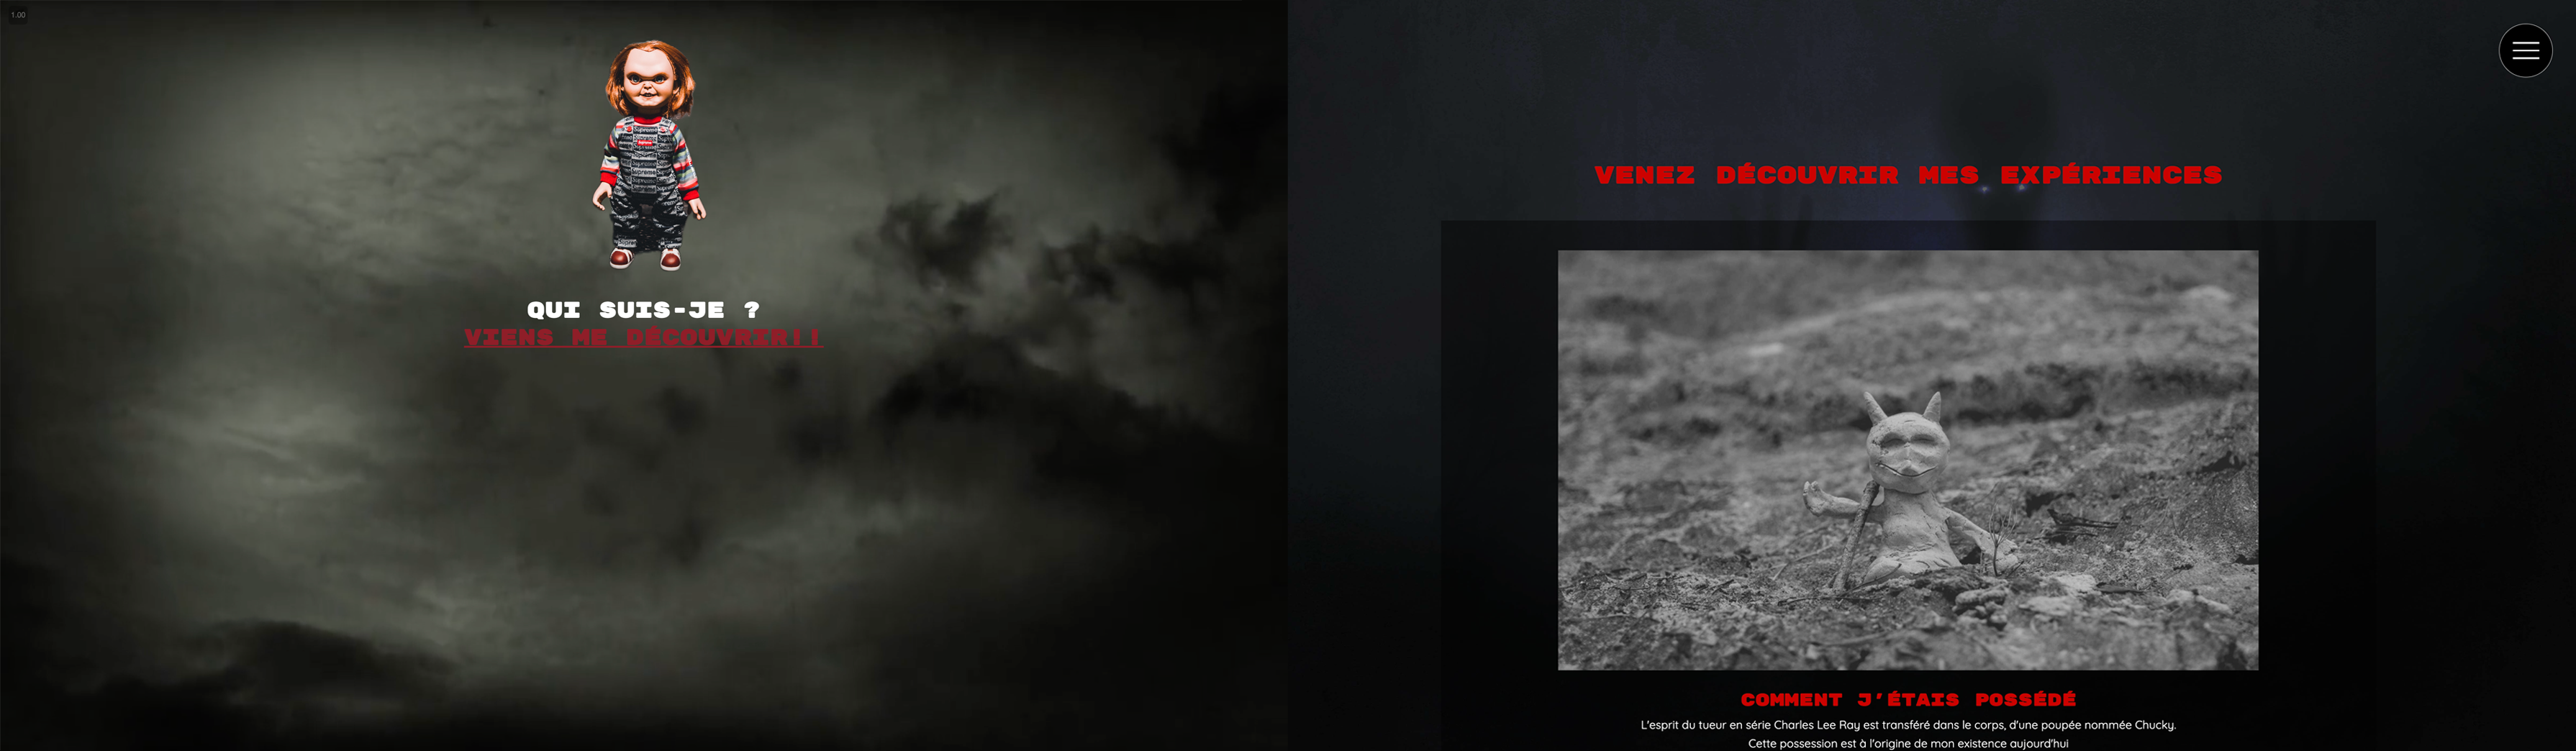 1.00
QUI SUIS-JE ?
VIENS ME DÉCOUVRIR!!
VENEZ DÉCOUVRIR MES EXPÉRIENCES
COMMENT J'ÉTAIS POSSÉDÉ
L'esprit du tueur en série Charles Lee Ray est transféré dans le corps, d'une poupée nommée Chucky.
Cette possession est à l'origine de mon existence aujourd'hui